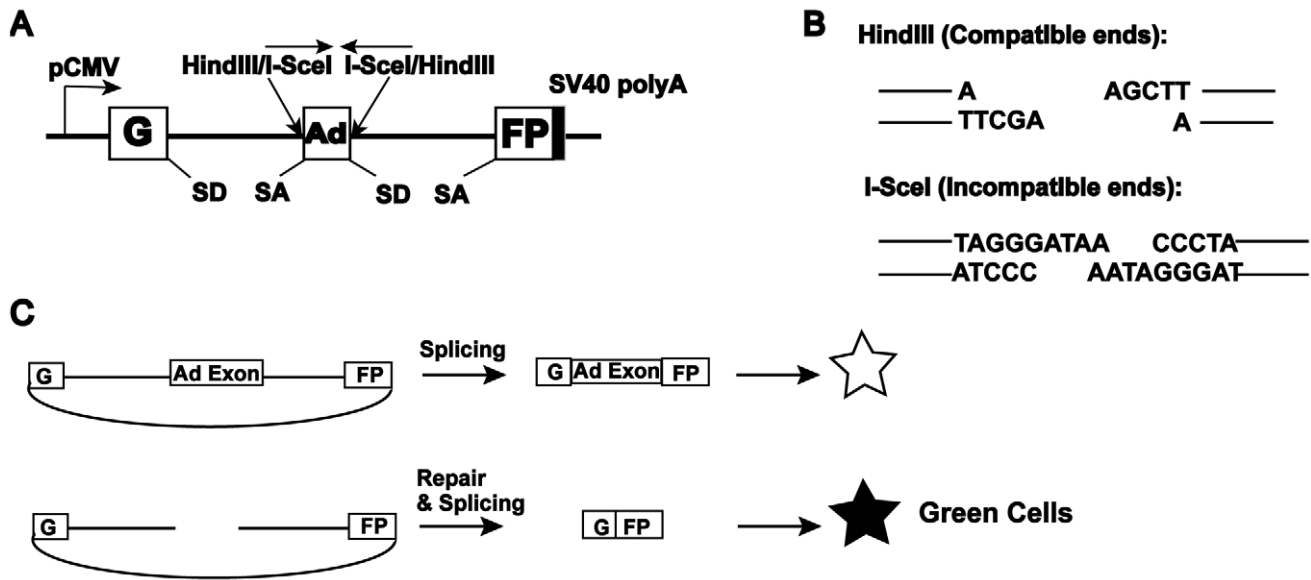 A
pCMV
HindIII/I-SceI I-SceI/HindIII
SV40 polyA
G
Ad
FP
SD
SA
SD
SA
B
HindIII (Compatible ends):
A AGCTT
TTCGA A
I-SceI (Incompatible ends):
TAGGGATAA CCCTA
ATCCC AATAGGGAT
C
G
Ad Exon
FP
Splicing
G Ad Exon FP
G
FP
Repair
& Splicing
G FP
Green Cells